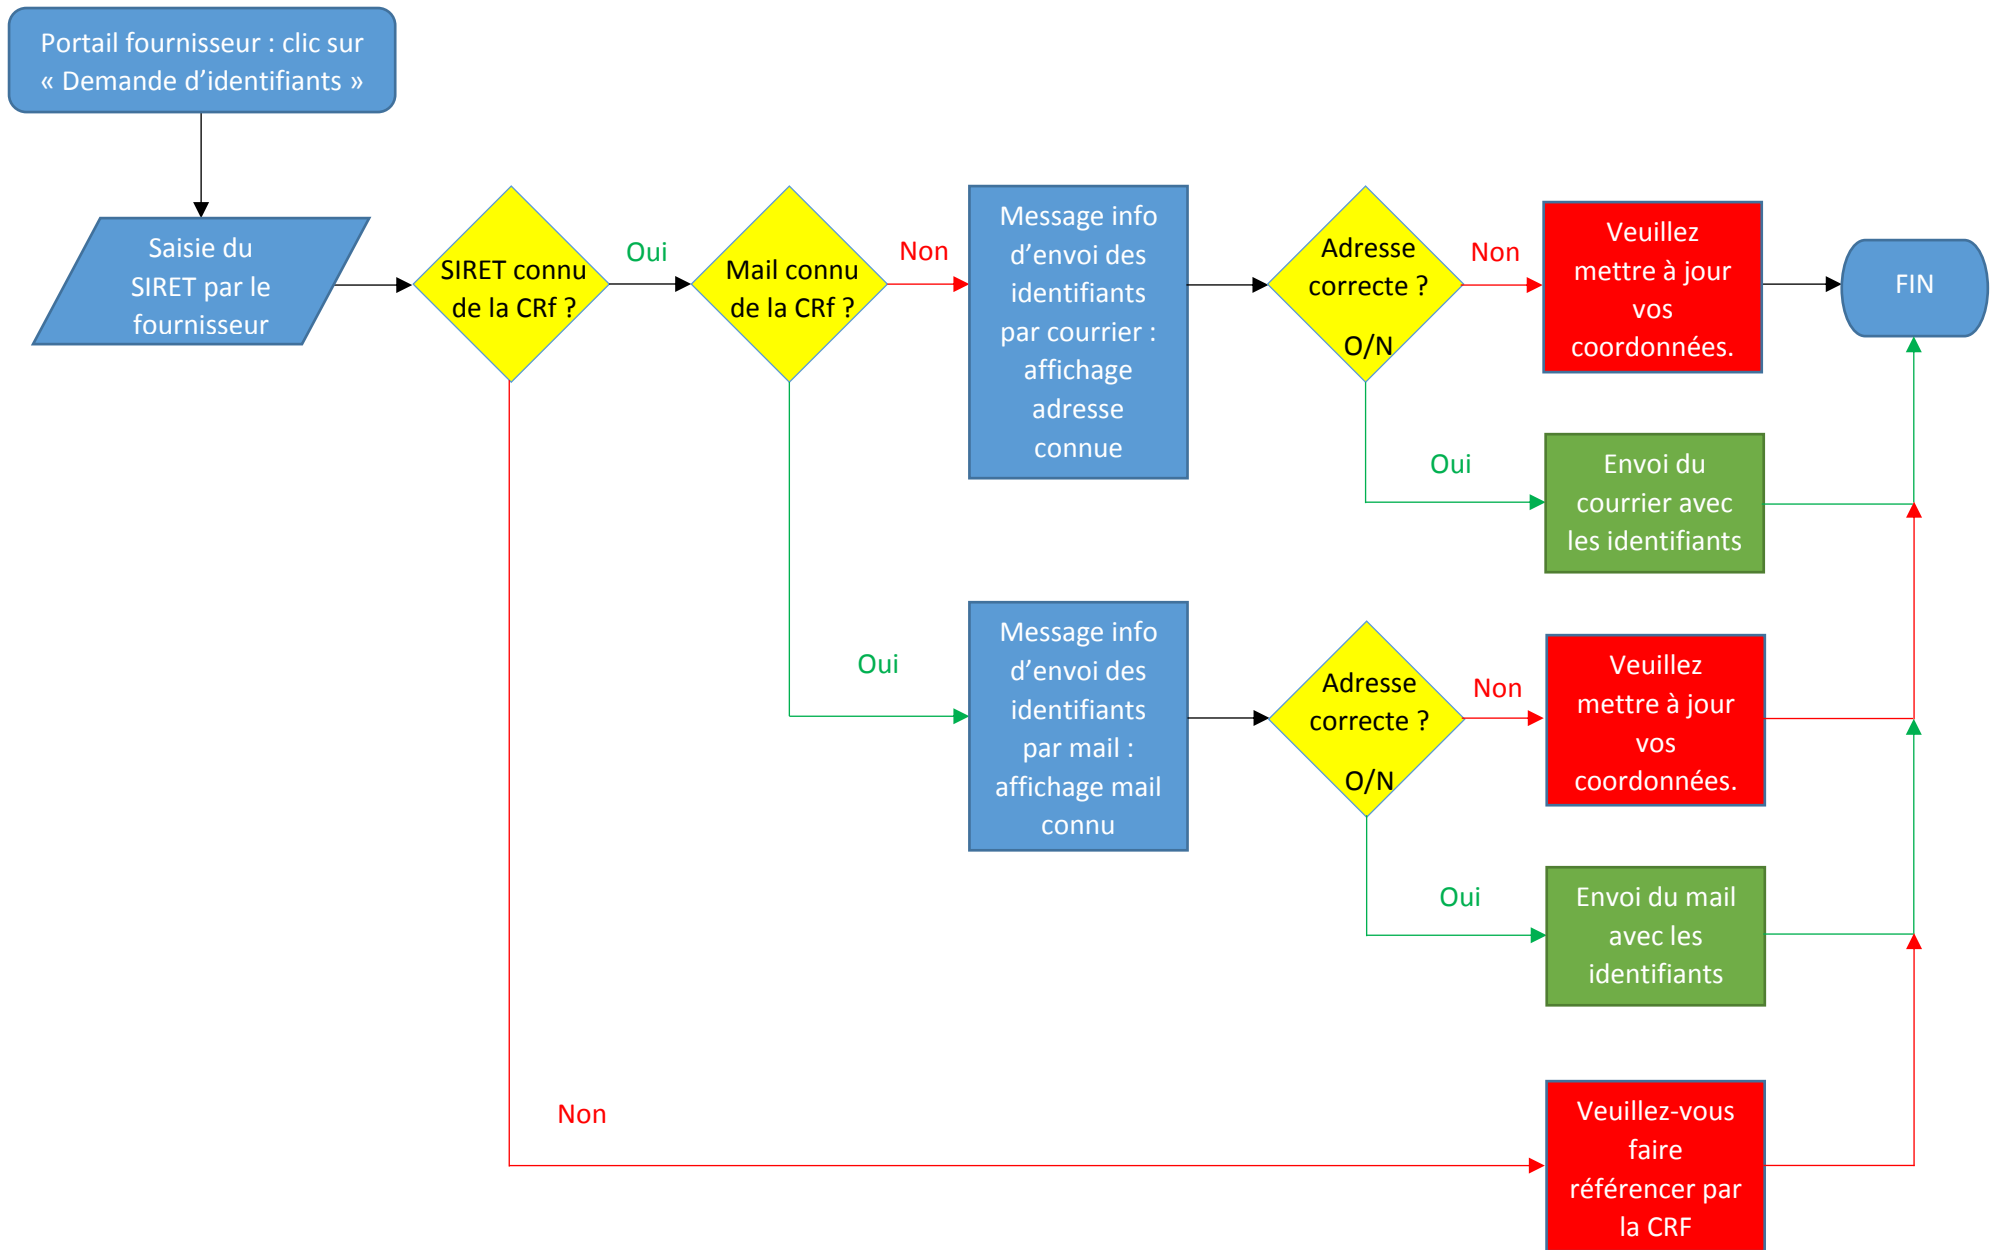 Portail fournisseur : clic sur
« Demande d’identifiants »
Saisie du
SIRET par le
fournisseur
SIRET connu
de la CRf ?
Oui
Mail connu
de la CRf ?
Non
Message info
d’envoi des
identifiants
par courrier :
affichage
adresse
connue
Adresse
correcte ?
O/N
Non
Veuillez
mettre à jour
vos
coordonnées.
FIN
Oui
Envoi du
courrier avec
les identifiants
Oui
Message info
d’envoi des
identifiants
par mail :
affichage mail
connu
Adresse
correcte ?
O/N
Non
Veuillez
mettre à jour
vos
coordonnées.
Oui
Envoi du mail
avec les
identifiants
Non
Veuillez-vous
faire
référencer par
la CRF